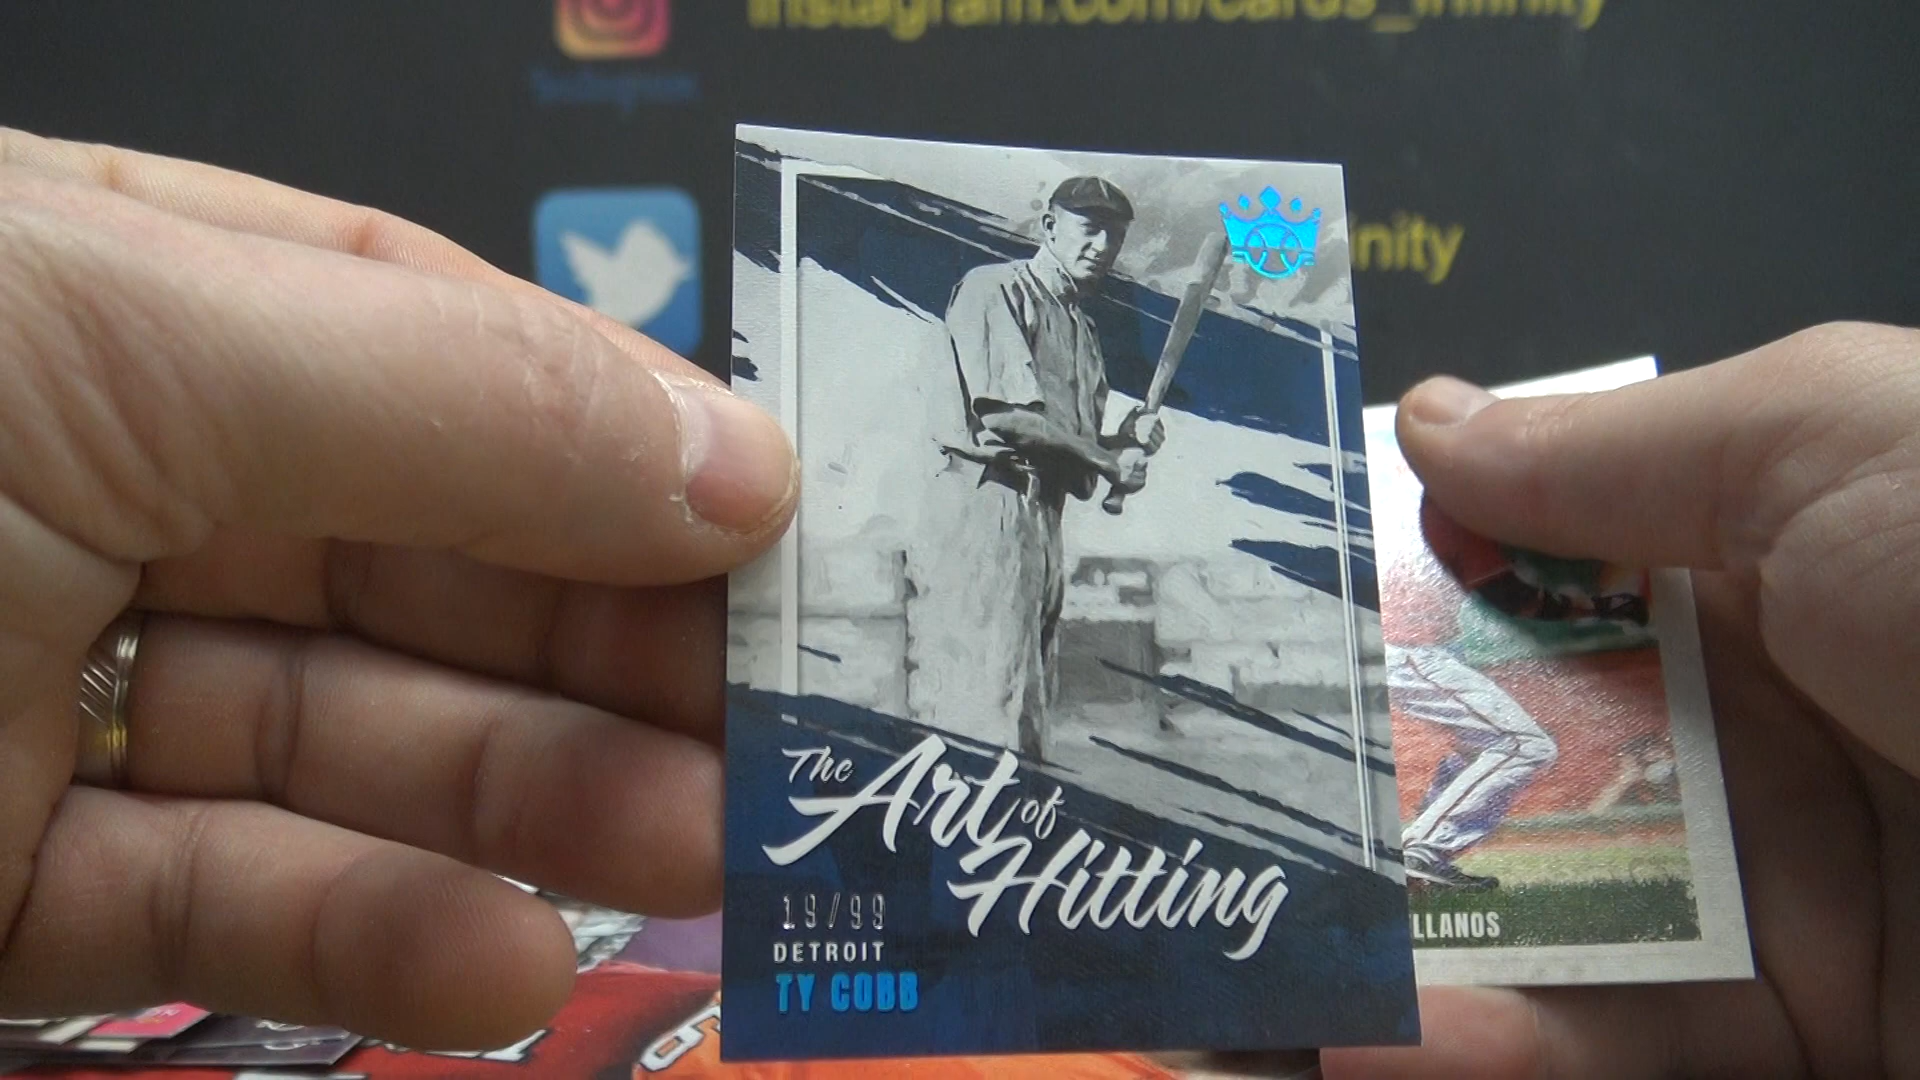 instagram.com/cards_infinity
Instagram
inity
The Art of Hitting
19/99
DETROIT
TY COBB
LLANOS